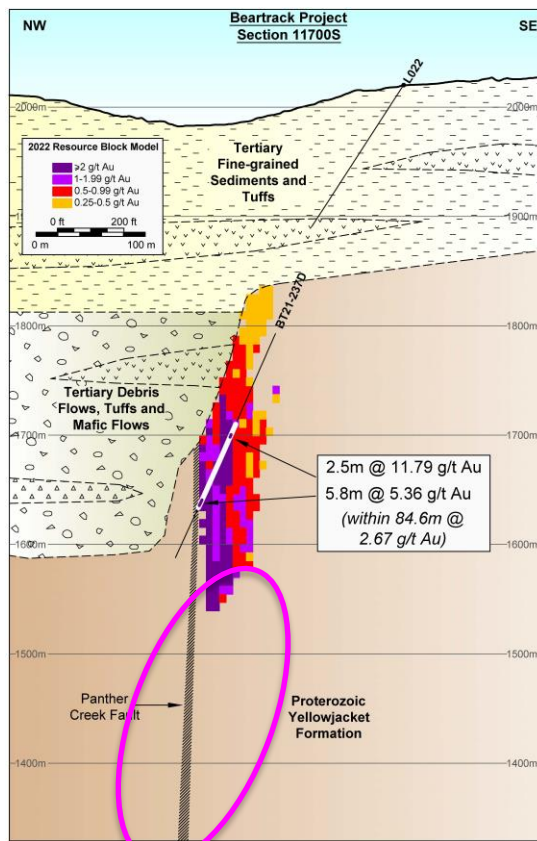 NW
Beartrack Project
Section 11700S
SE
L022
2000m
2000m
Tertiary
Fine-grained
Sediments and
Tuffs
2022 Resource Block Model
≥2 g/t Au
1-1.99 g/t Au
0.5-0.99 g/t Au
0.25-0.5 g/t Au
0 ft 200 ft
0 m 100 m
1900m
BT21-237D
1800m
1800m
Tertiary Debris
Flows, Tuffs and
Mafic Flows
1700m
1700m
2.5m @ 11.79 g/t Au
5.8m @ 5.36 g/t Au
(within 84.6m @
2.67 g/t Au)
1600m
1600m
1500m
1500m
Panther
Creek Fault
Proterozoic
Yellowjacket
Formation
1400m
1400m